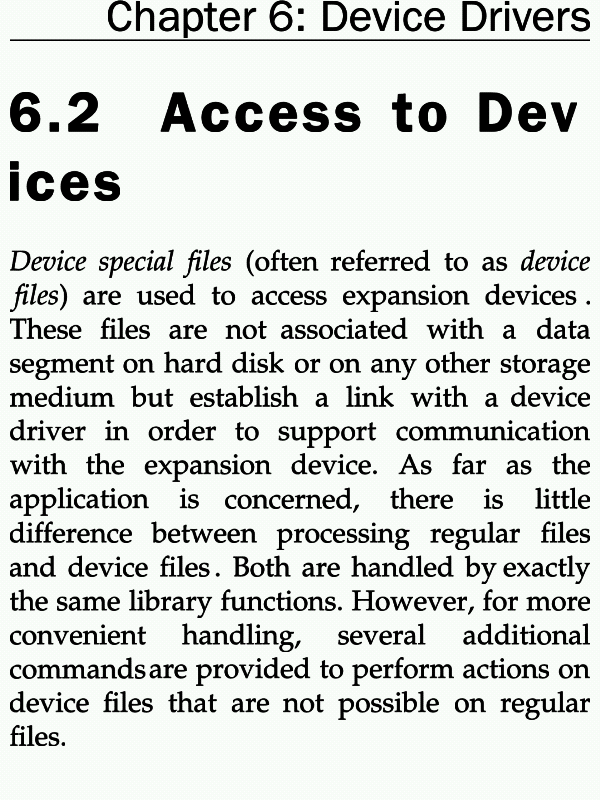 Chapter 6: Device Drivers
6.2 Access to Dev
ices
Device special files (often referred to as device
files) are used to access expansion devices .
These files are not associated with a data
segment on hard disk or on any other storage
medium but establish a link with a device
driver in order to support communication
with the expansion device. As far as the
application is concerned, there is little
difference between processing regular files
and device files . Both are handled by exactly
the same library functions. However, for more
convenient handling, several additional
commands are provided to perform actions on
device files that are not possible on regular
files.